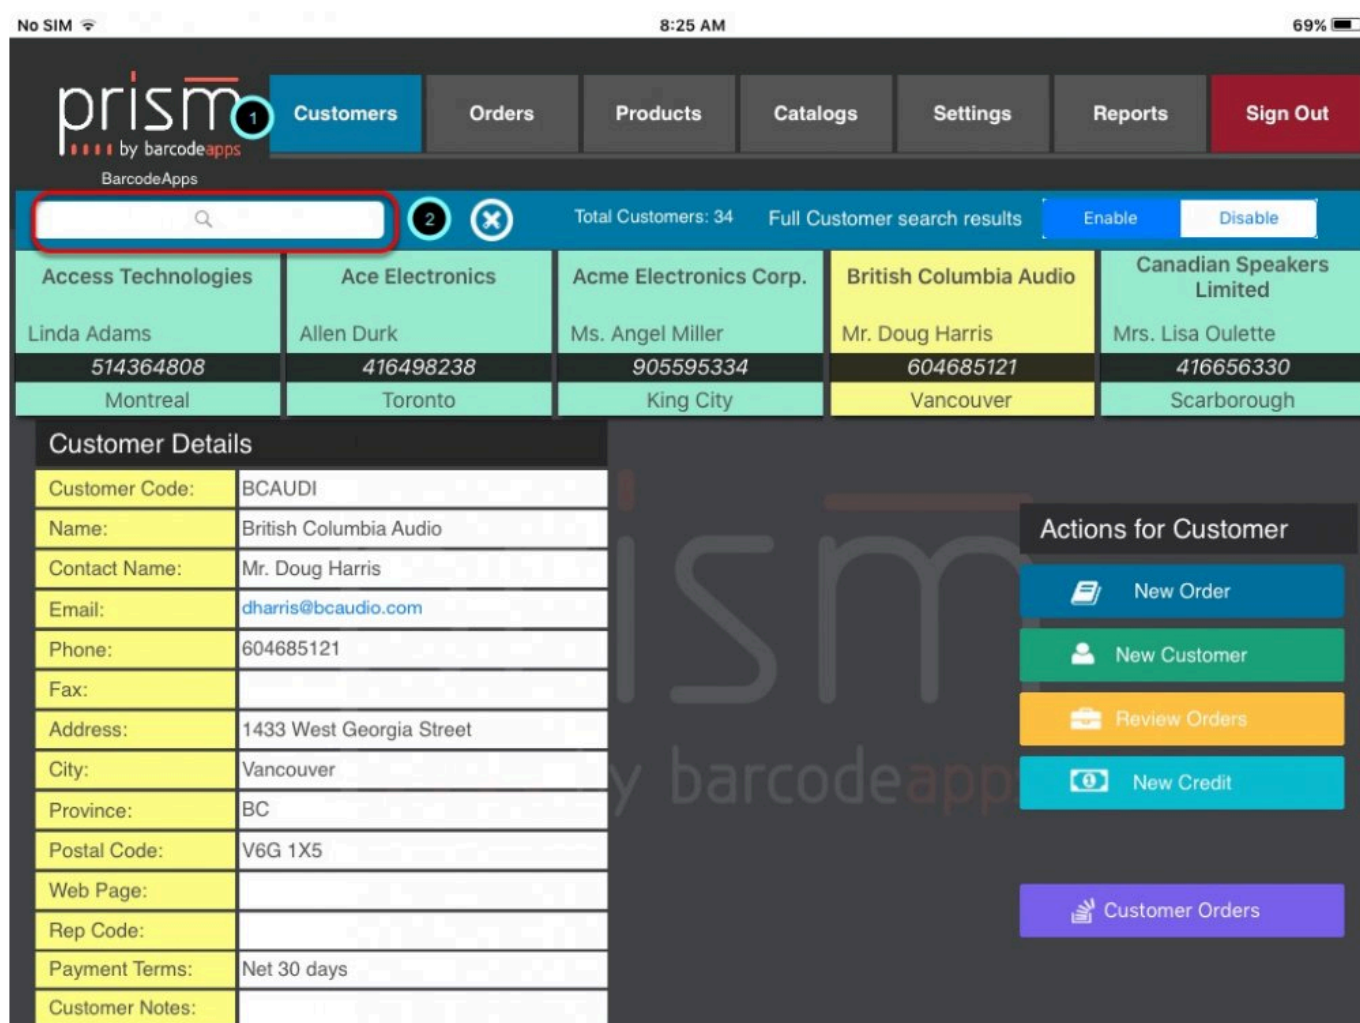 No SIM 8:25 AM 69%
prism
by barcodeapps
BarcodeApps
1 Customers Orders Products Catalogs Settings Reports Sign Out
2 Total Customers: 34 Full Customer search results Enable Disable
Access Technologies Ace Electronics Acme Electronics Corp. British Columbia Audio Canadian Speakers
Limited
Linda Adams Allen Durk Ms. Angel Miller Mr. Doug Harris Mrs. Lisa Oulette
514364808 416498238 905595334 604685121 416656330
Montreal Toronto King City Vancouver Scarborough
Customer Details
Customer Code: BCAUDI
Name: British Columbia Audio
Contact Name: Mr. Doug Harris
Email: dharris@bcaudio.com
Phone: 604685121
Fax:
Address: 1433 West Georgia Street
City: Vancouver
Province: BC
Postal Code: V6G 1X5
Web Page:
Rep Code:
Payment Terms: Net 30 days
Customer Notes:
ism
by barcodeapps
Actions for Customer
New Order
New Customer
Review Orders
New Credit
Customer Orders